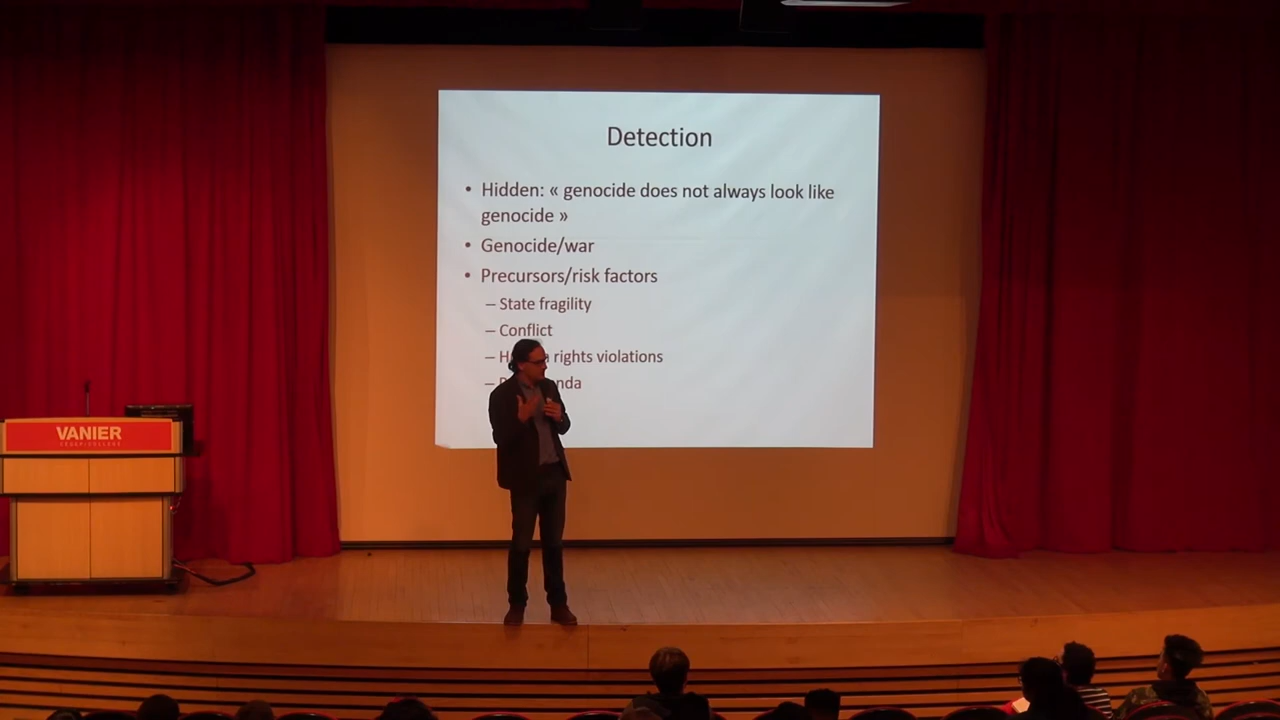 Detection
• Hidden: « genocide does not always look like
genocide »
• Genocide/war
• Precursors/risk factors
– State fragility
– Conflict
– rights violations
VANIER